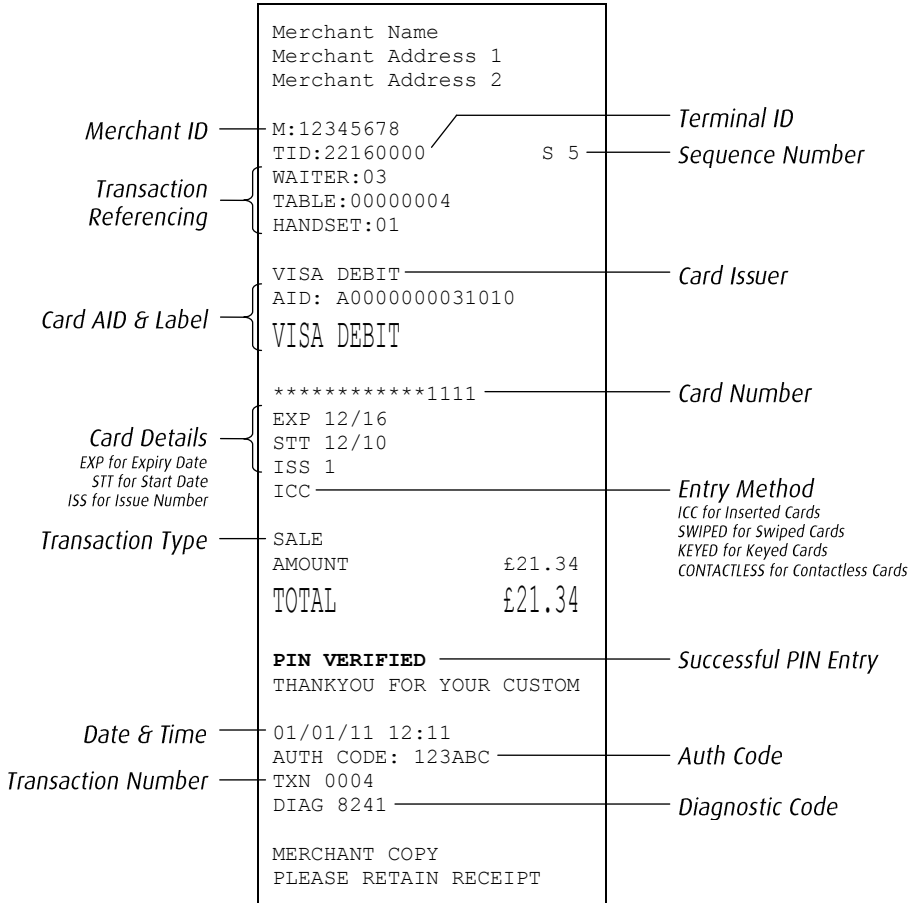 Merchant Name
Merchant Address 1
Merchant Address 2
Merchant ID
M:12345678
Terminal ID
TID:22160000 S 5
Sequence Number
Transaction
Referencing
WAITER:03
TABLE:00000004
HANDSET:01
VISA DEBIT
Card Issuer
Card AID & Label
AID: A0000000031010
VISA DEBIT
************1111
Card Number
Card Details
EXP for Expiry Date
STT for Start Date
ISS for Issue Number
EXP 12/16
STT 12/10
ISS 1
ICC
Entry Method
ICC for Inserted Cards
SWIPED for Swiped Cards
KEYED for Keyed Cards
CONTACTLESS for Contactless Cards
Transaction Type
SALE
AMOUNT £21.34
TOTAL £21.34
PIN VERIFIED
Successful PIN Entry
THANKYOU FOR YOUR CUSTOM
Date & Time
01/01/11 12:11
AUTH CODE: 123ABC
Auth Code
Transaction Number
TXN 0004
DIAG 8241
Diagnostic Code
MERCHANT COPY
PLEASE RETAIN RECEIPT